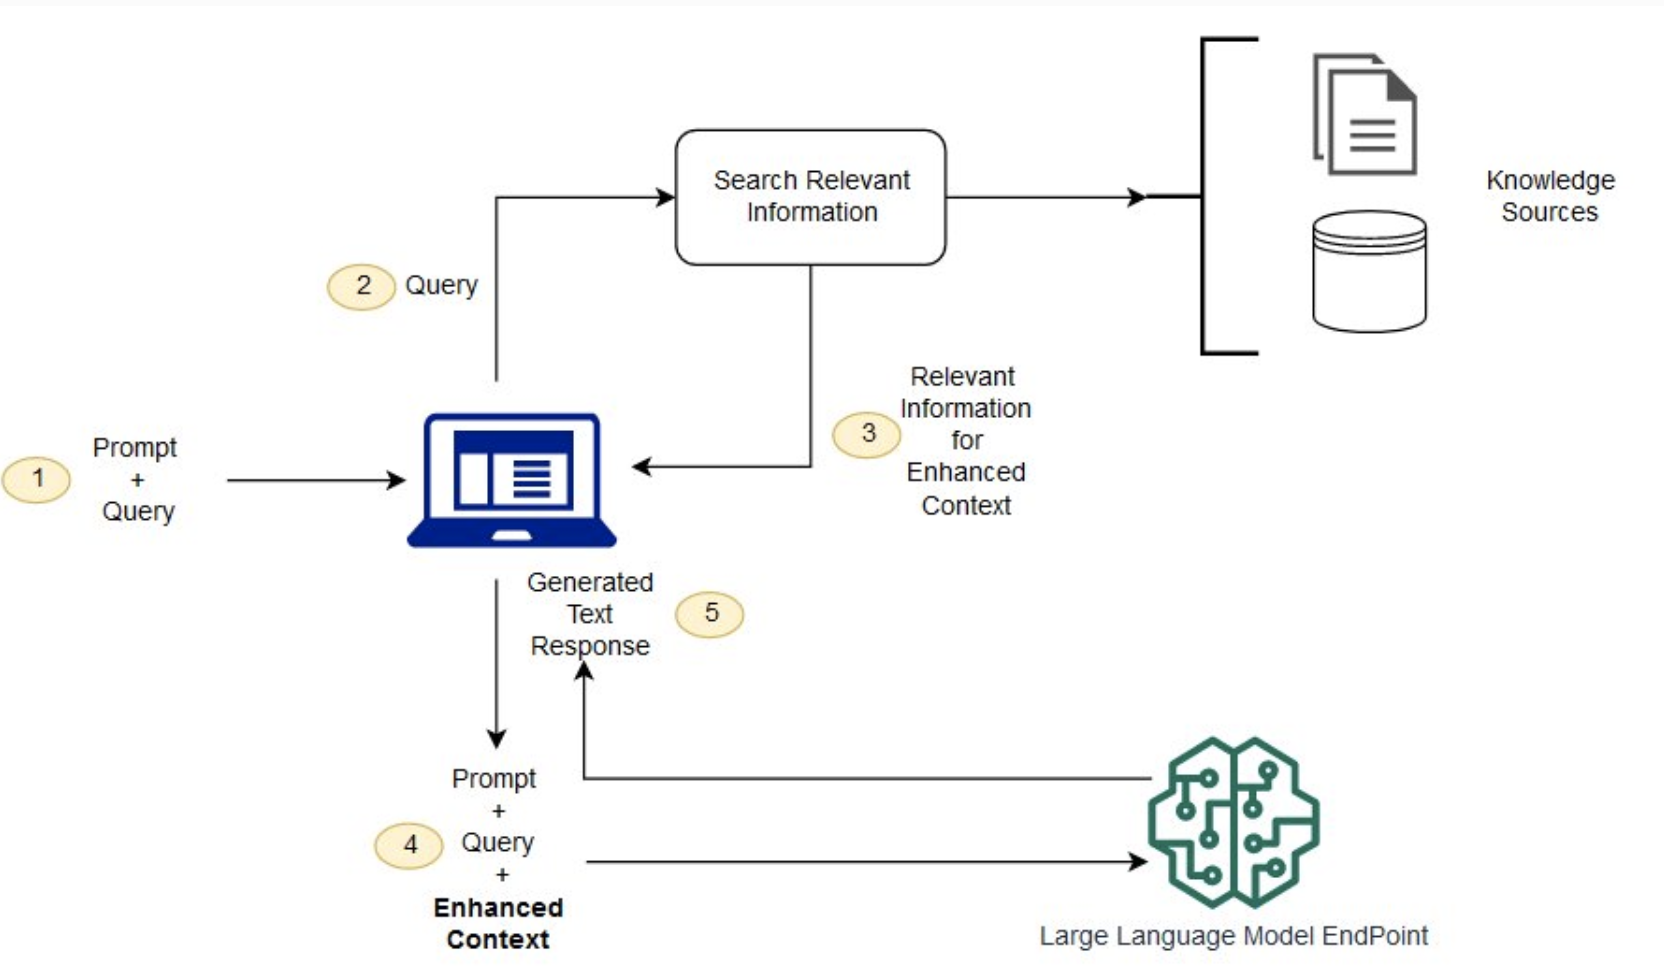 Search Relevant
Information
Knowledge
Sources
2
Query
Relevant
Information
for
Enhanced
Context
3
1
Prompt
+
Query
Generated
Text
Response
5
Prompt
+
Query
+
Enhanced
Context
4
Large Language Model EndPoint